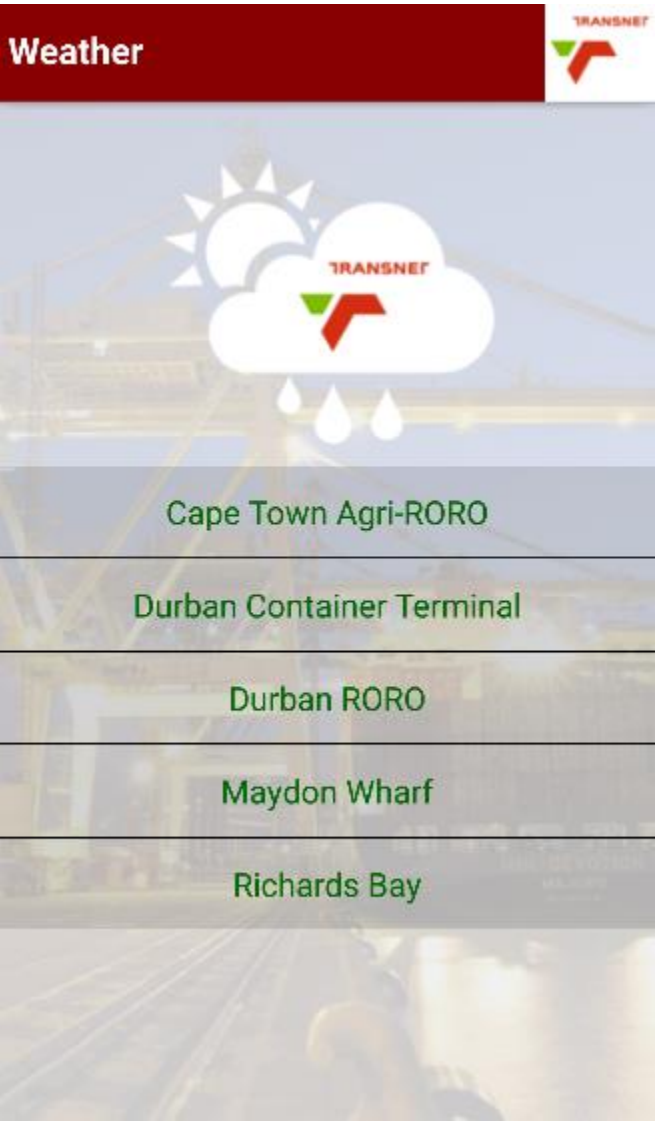 Weather
TRANSNET
TRANSNET
Cape Town Agri-RORO
Durban Container Terminal
Durban RORO
Maydon Wharf
Richards Bay